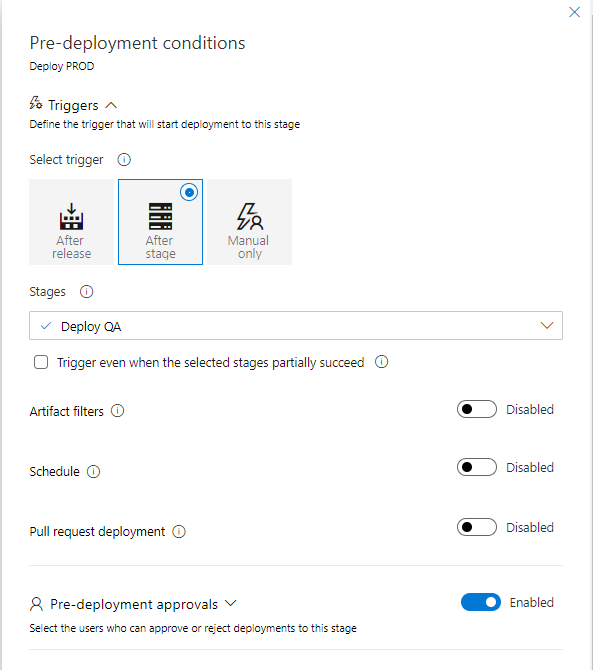 Pre-deployment conditions
Deploy PROD
Triggers
Define the trigger that will start deployment to this stage
Select trigger
After
release
After
stage
Manual
only
Stages
Deploy QA
Trigger even when the selected stages partially succeed
Artifact filters
Disabled
Schedule
Disabled
Pull request deployment
Disabled
Pre-deployment approvals
Enabled
Select the users who can approve or reject deployments to this stage